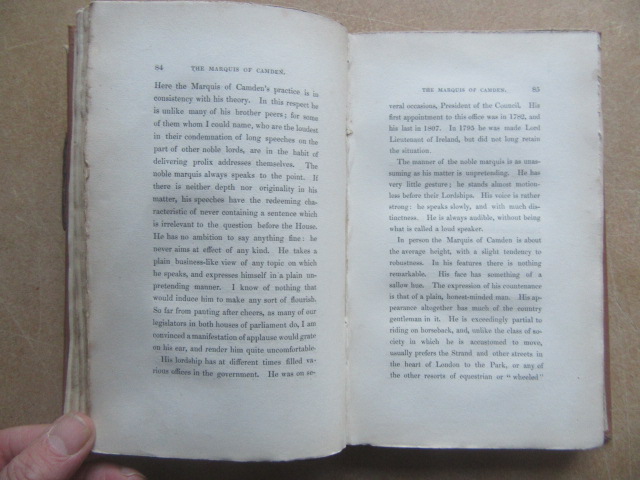 84 THE MARQUIS OF CAMDEN.
Here the Marquis of Camden's practice is in
consistency with his theory. In this respect he
is unlike many of his brother peers; for some
of them whom I could name, who are the loudest
in their condemnation of long speeches on the
part of other noble lords, are in the habit of
delivering prolix addresses themselves. The
noble marquis always speaks to the point. If
there is neither depth nor originality in his
matter, his speeches have the redeeming cha-
racteristic of never containing a sentence which
is irrelevant to the question before the House.
He has no ambition to say anything fine: he
never aims at effect of any kind. He takes a
plain business-like view of any topic on which
he speaks, and expresses himself in a plain un-
pretending manner. I know of nothing that
would induce him to make any sort of flourish.
So far from panting after cheers, as many of our
legislators in both houses of parliament do, I am
convinced a manifestation of applause would grate
on his ear, and render him quite uncomfortable.
His lordship has at different times filled va-
rious offices in the government. He was on se-
THE MARQUIS OF CAMDEN. 85
veral occasions, President of the Council. His
first appointment to this office was in 1782, and
his last in 1807. In 1795 he was made Lord
Lieutenant of Ireland, but did not long retain
the situation.
The manner of the noble marquis is as unas-
suming as his matter is unpretending. He has
very little gesture; he stands almost motion-
less before their Lordships. His voice is rather
strong: he speaks slowly, and with much dis-
tinctness. He is always audible, without being
what is called a loud speaker.
In person the Marquis of Camden is about
the average height, with a slight tendency to
robustness. In his features there is nothing
remarkable. His face has something of a
sallow hue. The expression of his countenance
is that of a plain, honest-minded man. His ap-
pearance altogether has much of the country
gentleman in it. He is exceedingly partial to
riding on horseback, and, unlike the class of so-
ciety in which he is accustomed to move,
usually prefers the Strand and other streets in
the heart of London to the Park, or any of
the other resorts of equestrian or "wheeled"